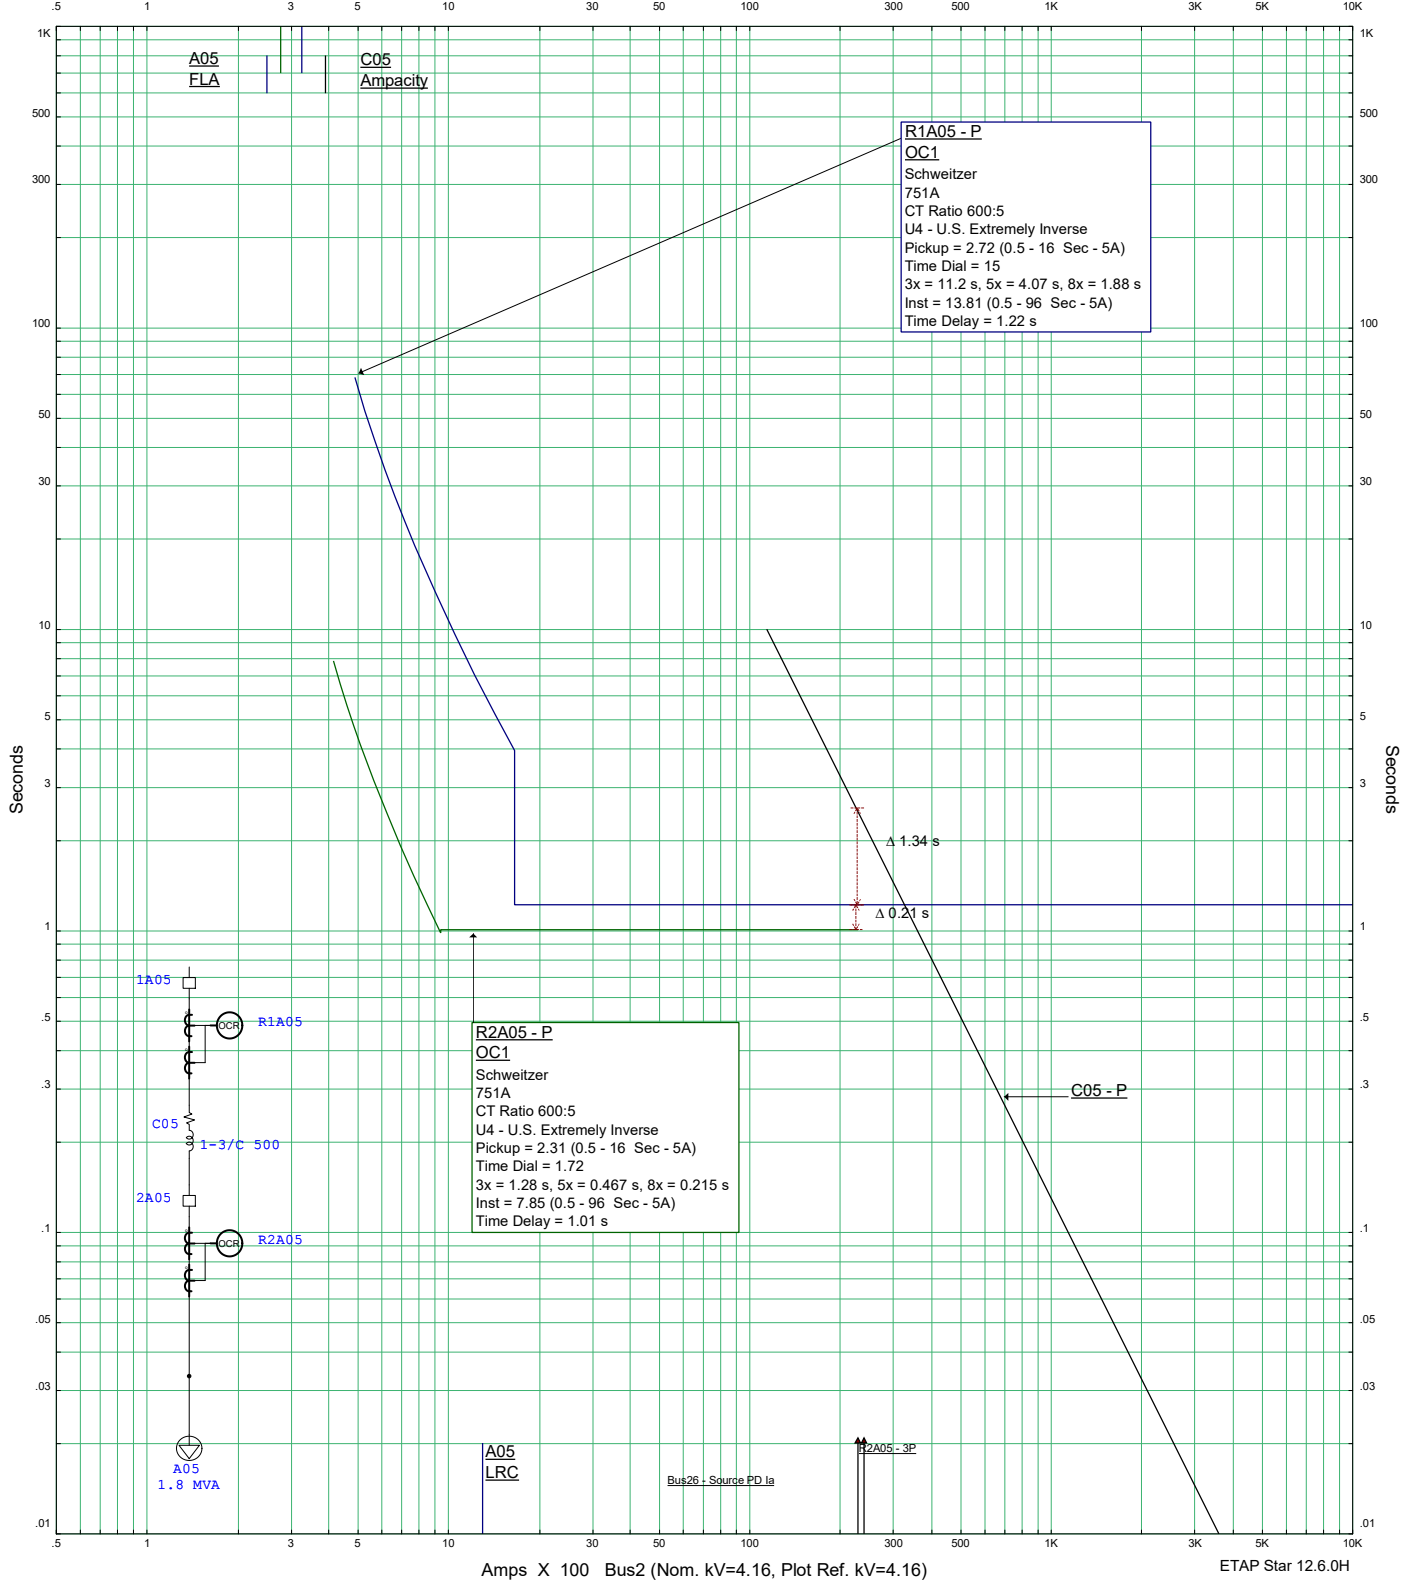 .5 1 3 5 10 30 50 100 300 500 1K 3K 5K 10K
1K 1K
A05
FLA
C05
Ampacity
500 500
R1A05 - P
OC1
Schweitzer
751A
CT Ratio 600:5
U4 - U.S. Extremely Inverse
Pickup = 2.72 (0.5 - 16 Sec - 5A)
Time Dial = 15
3x = 11.2 s, 5x = 4.07 s, 8x = 1.88 s
Inst = 13.81 (0.5 - 96 Sec - 5A)
Time Delay = 1.22 s
300 300
100 100
50 50
30 30
10 10
5 5
Seconds Seconds
3 3
Δ 1.34 s
Δ 0.21 s
1 1
1A05
OCR R1A05
C05
1-3/C 500
2A05
OCR R2A05
R2A05 - P
OC1
Schweitzer
751A
CT Ratio 600:5
U4 - U.S. Extremely Inverse
Pickup = 2.31 (0.5 - 16 Sec - 5A)
Time Dial = 1.72
3x = 1.28 s, 5x = 0.467 s, 8x = 0.215 s
Inst = 7.85 (0.5 - 96 Sec - 5A)
Time Delay = 1.01 s
.5 .5
C05 - P
.3 .3
.1 .1
.05 .05
.03 .03
A05
1.8 MVA
A05
LRC
Bus26 - Source PD Ia
R2A05 - 3P
.01 .01
.5 1 3 5 10 30 50 100 300 500 1K 3K 5K 10K
Amps X 100 Bus2 (Nom. kV=4.16, Plot Ref. kV=4.16)
ETAP Star 12.6.0H